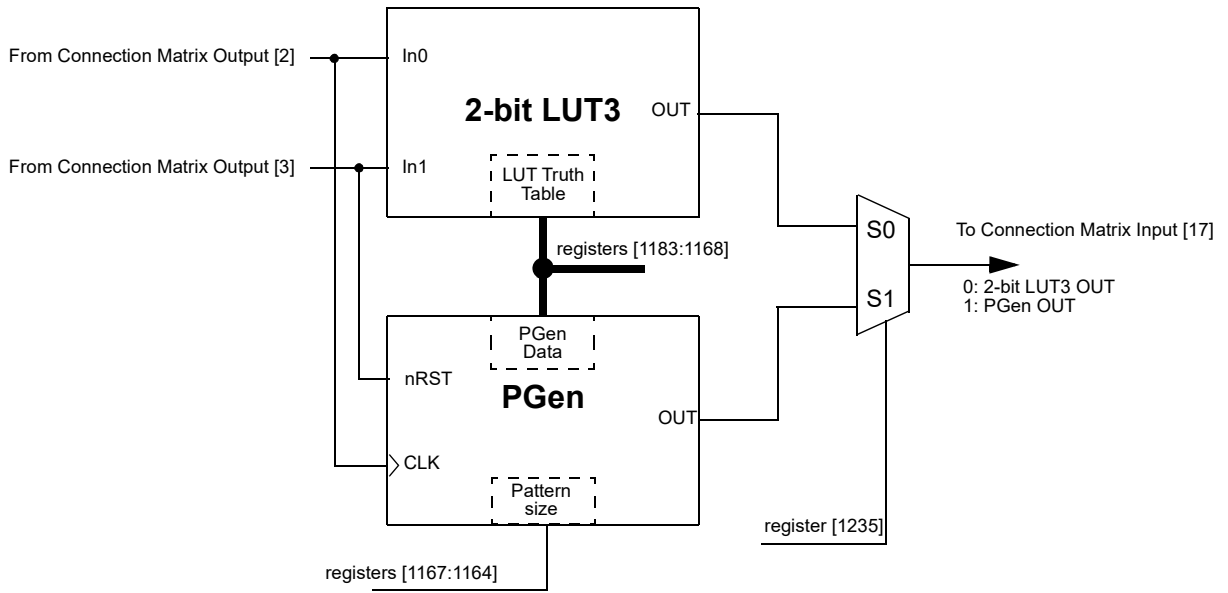 From Connection Matrix Output [2]
In0
2-bit LUT3
OUT
From Connection Matrix Output [3]
In1
LUT Truth
Table
registers [1183:1168]
S0
To Connection Matrix Input [17]
0: 2-bit LUT3 OUT
1: PGen OUT
S1
PGen
Data
nRST
PGen
OUT
CLK
Pattern
size
register [1235]
registers [1167:1164]